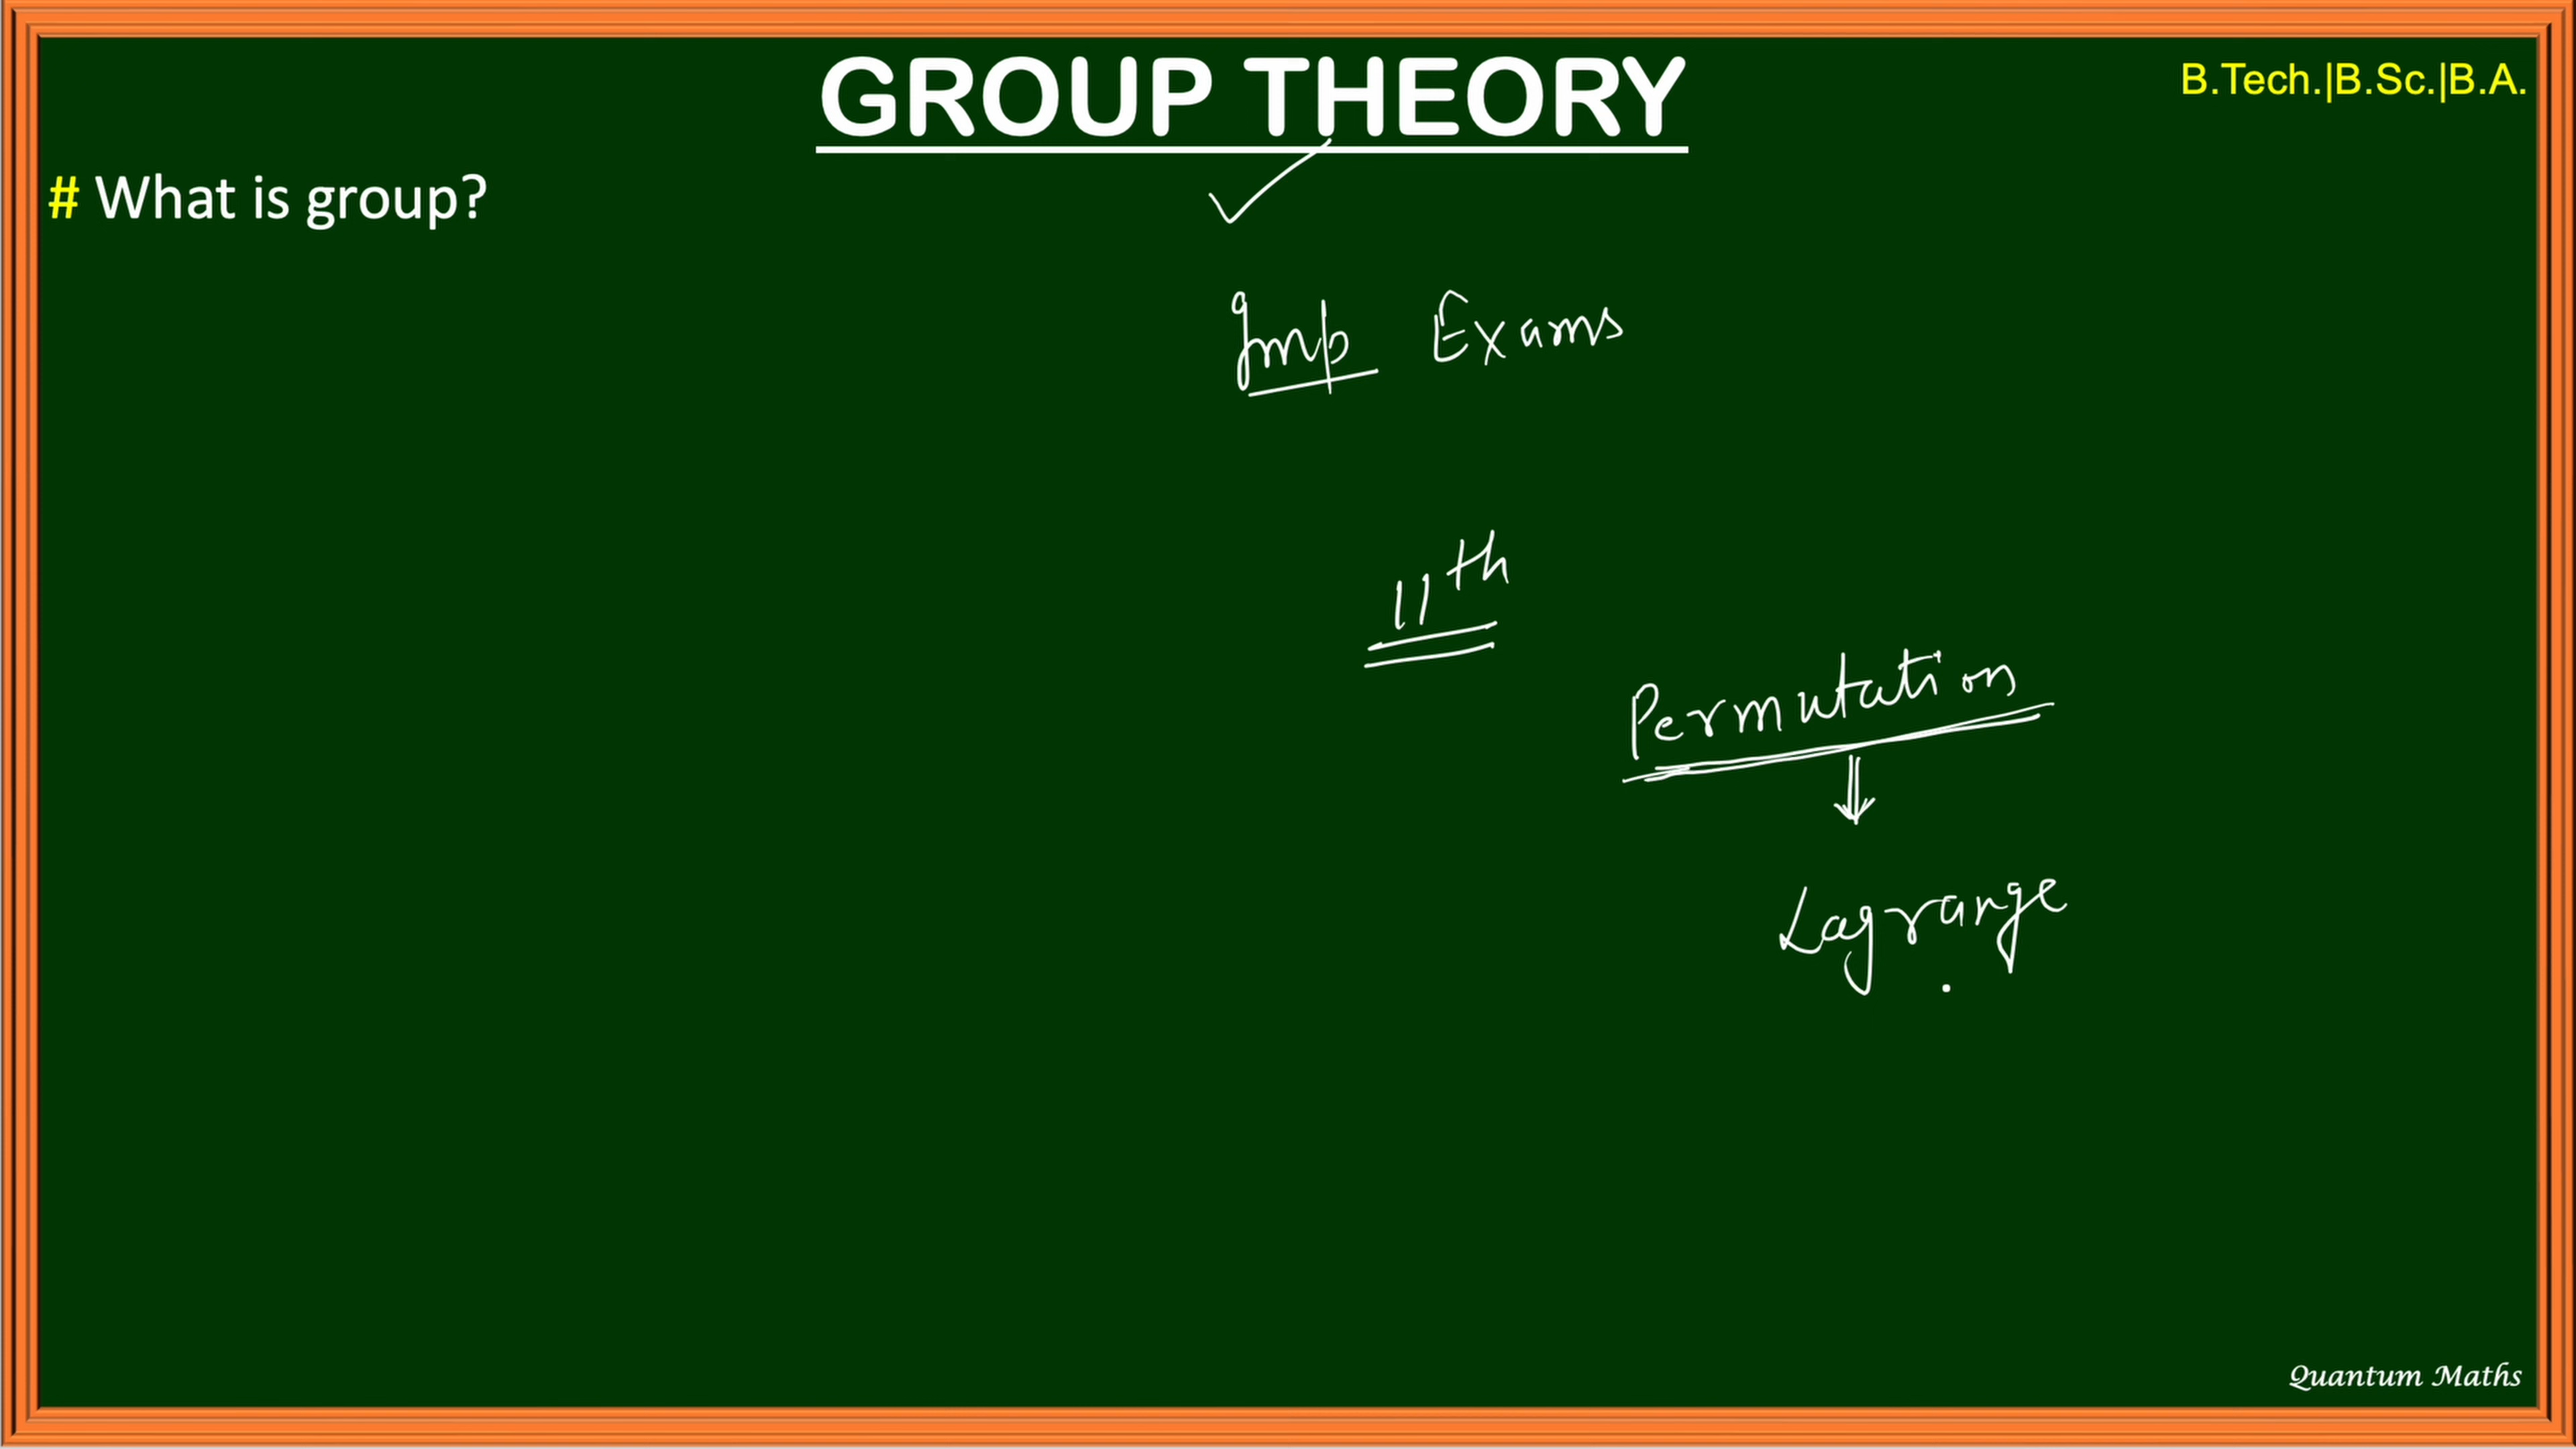 GROUP THEORY
B.Tech.|B.Sc.|B.A.
# What is group?
Imp Exams
11th
Permutation
Lagrange
Quantum Maths